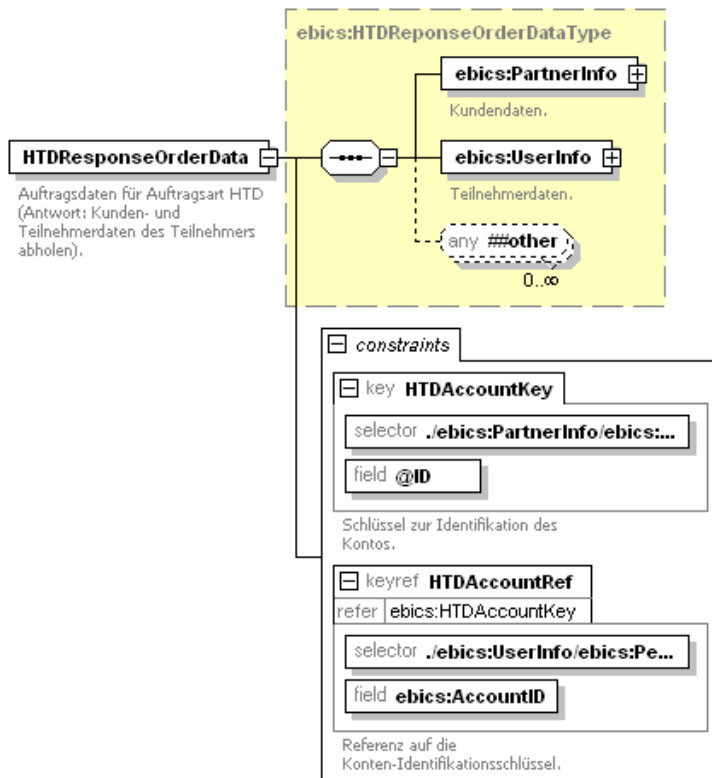 ebics:HTDReponseOrderDataType
ebics:PartnerInfo
Kundendaten.
HTDResponseOrderData
ebics:UserInfo
Auftragsdaten für Auftragsart HTD
(Antwort: Kunden- und
Teilnehmerdaten des Teilnehmers
abholen).
Teilnehmerdaten.
any ##other
0..∞
constraints
key HTDAccountKey
selector ./ebics:PartnerInfo/ebics:...
field @ID
Schlüssel zur Identifikation des
Kontos.
keyref HTDAccountRef
refer ebics:HTDAccountKey
selector ./ebics:UserInfo/ebics:Pe...
field ebics:AccountID
Referenz auf die
Konten-Identifikationsschlüssel.